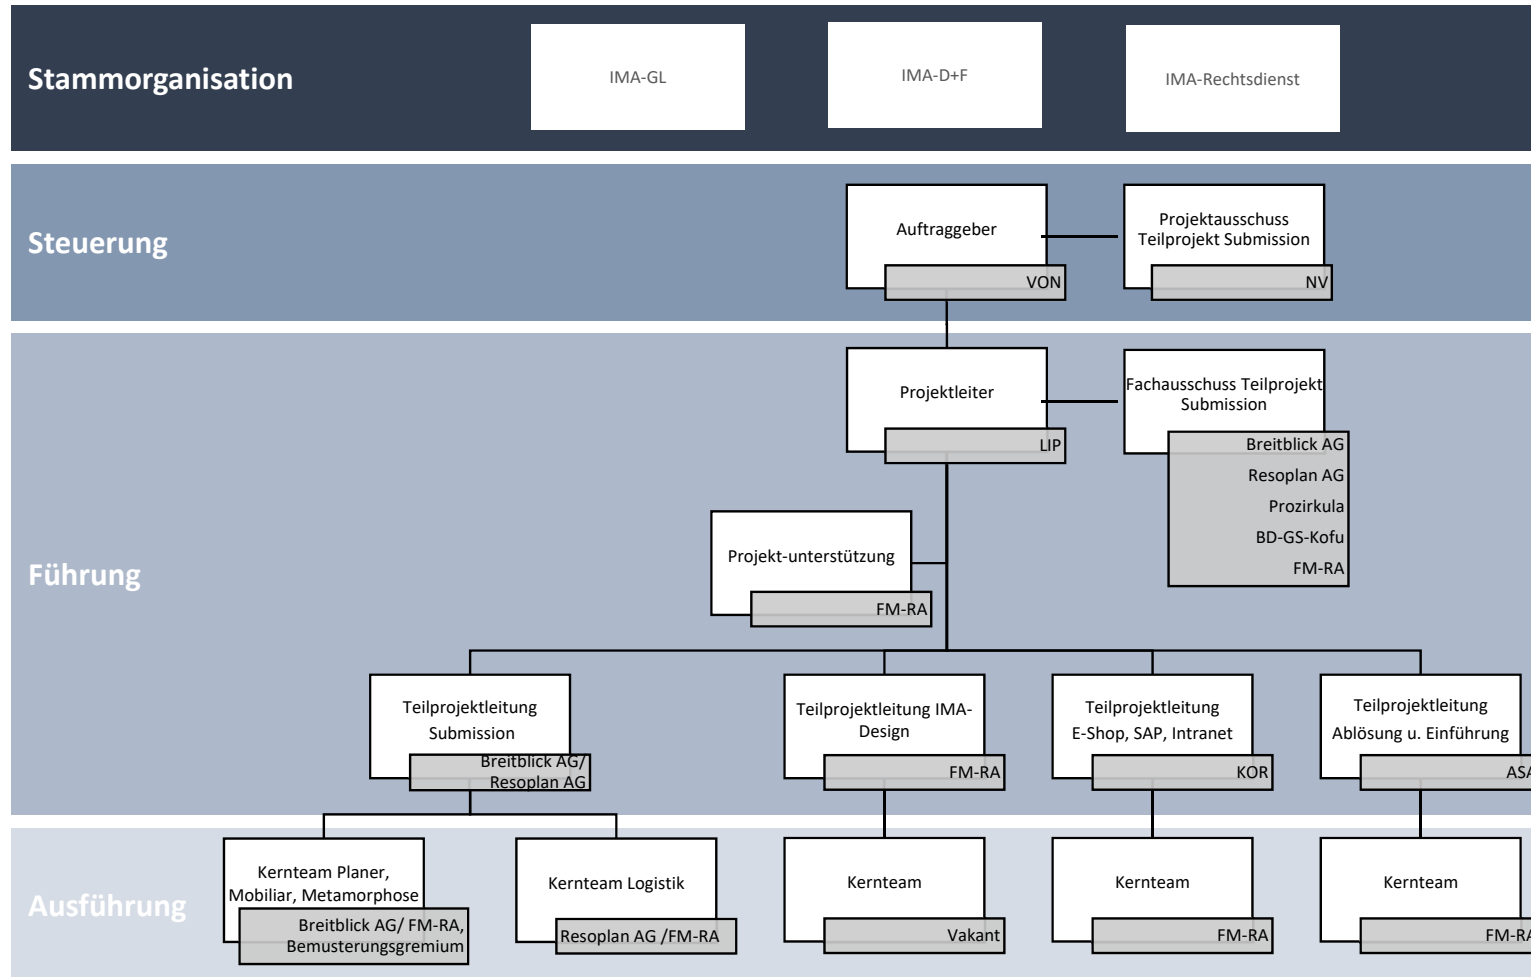 Stammorganisation
IMA-GL
IMA-D+F
IMA-Rechtsdienst
Steuerung
Auftraggeber
VON
Projektausschuss
Teilprojekt Submission
NV
Führung
Projektleiter
LIP
Fachausschuss Teilprojekt
Submission
Breitblick AG
Resoplan AG
Prozirkula
BD-GS-Kofu
FM-RA
Projekt-unterstützung
FM-RA
Teilprojektleitung
Submission
Breitblick AG/
Resoplan AG
Teilprojektleitung IMA-
Design
FM-RA
Teilprojektleitung
E-Shop, SAP, Intranet
KOR
Teilprojektleitung
Ablösung u. Einführung
ASA
Ausführung
Kernteam Planer,
Mobiliar, Metamorphose
Breitblick AG/ FM-RA,
Bemusterungsgremium
Kernteam Logistik
Resoplan AG /FM-RA
Kernteam
Vakant
Kernteam
FM-RA
Kernteam
FM-RA